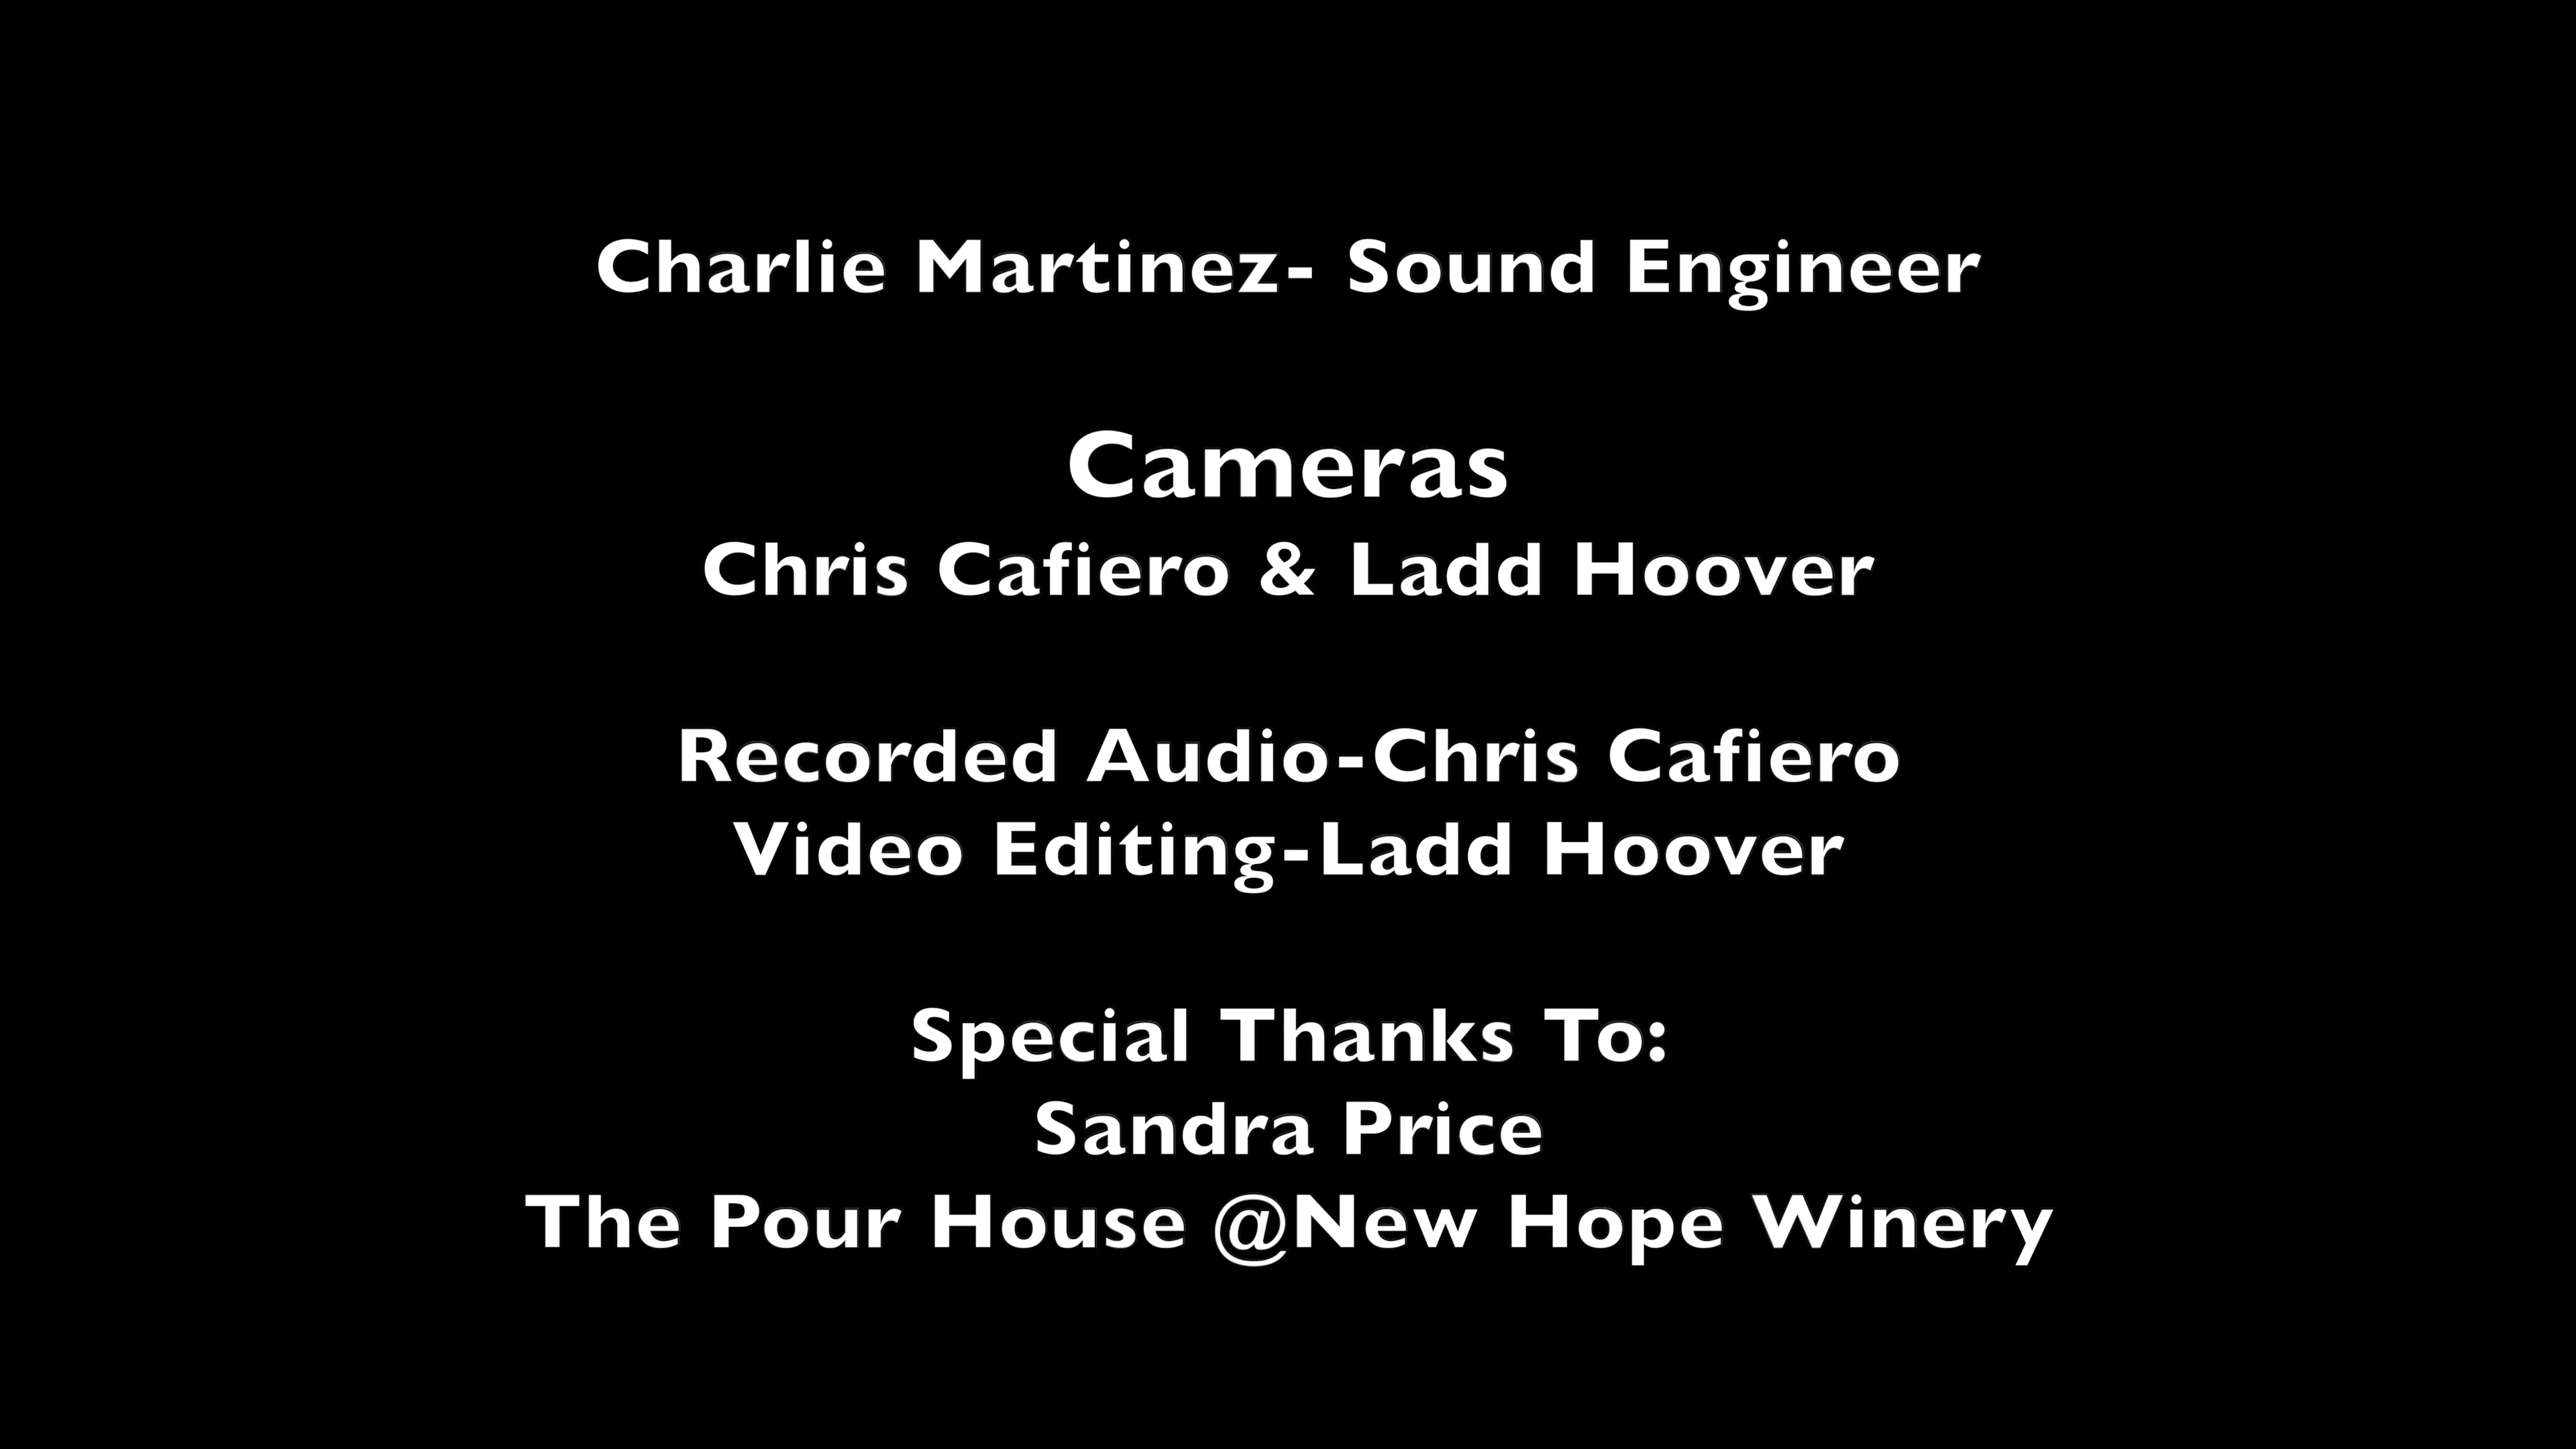 Charlie Martinez- Sound Engineer
Cameras
Chris Cafiero & Ladd Hoover
Recorded Audio-Chris Cafiero
Video Editing-Ladd Hoover
Special Thanks To:
Sandra Price
The Pour House @New Hope Winery